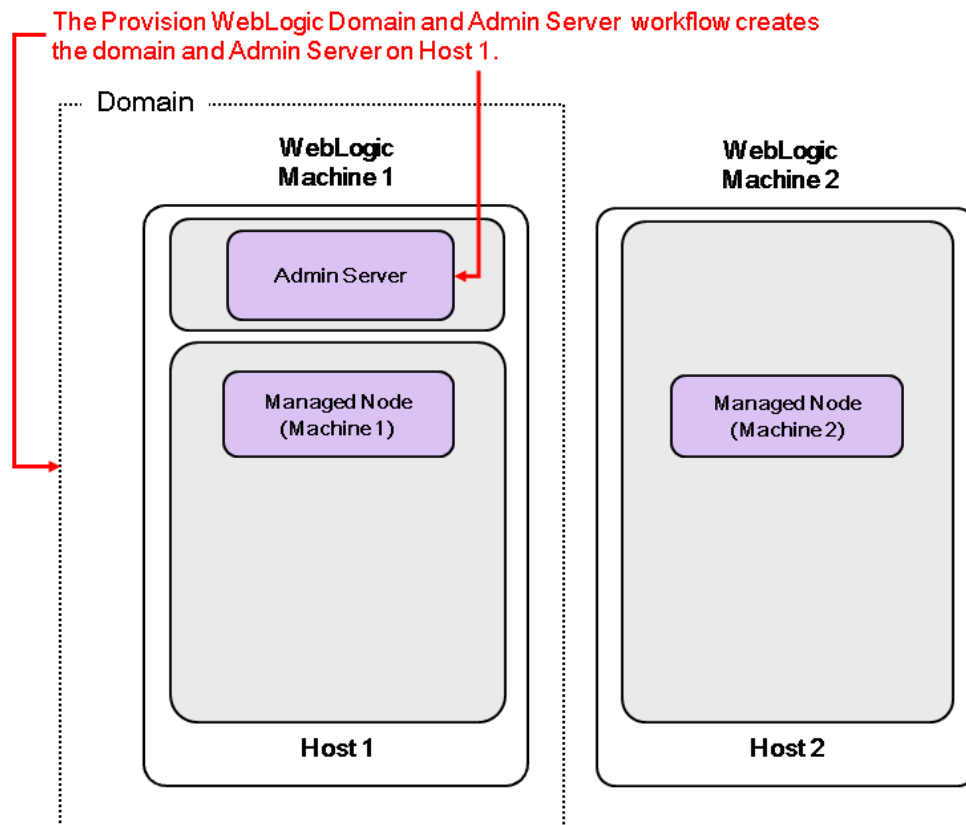 The Provision WebLogic Domain and Admin Server workflow creates
the domain and Admin Server on Host 1.
Domain
WebLogic
Machine 1
WebLogic
Machine 2
Admin Server
Managed Node
(Machine 1)
Managed Node
(Machine 2)
Host 1
Host 2